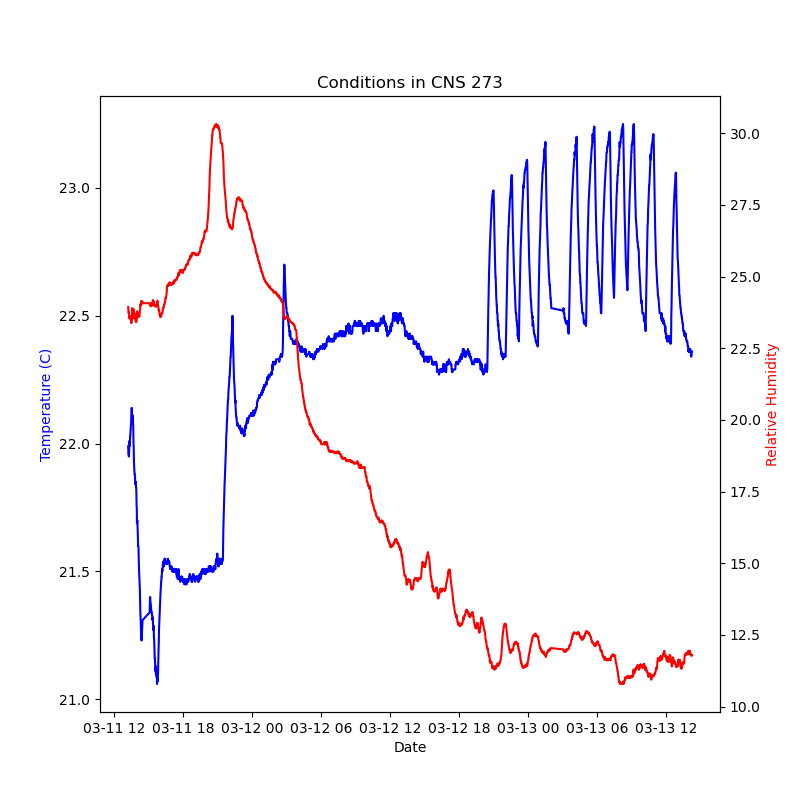 Conditions in CNS 273
23.0
22.5
22.0
21.5
21.0
Temperature (C)
30.0
27.5
25.0
22.5
20.0
17.5
15.0
12.5
10.0
Relative Humidity
03-11 12 03-11 18 03-12 00 03-12 06 03-12 12 03-12 18 03-13 00 03-13 06 03-13 12
Date